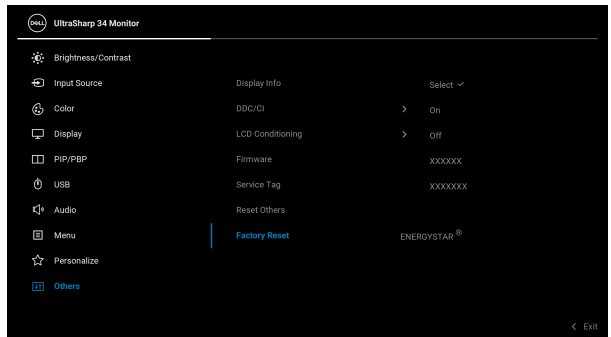 DELL UltraSharp 34 Monitor
Brightness/Contrast
Input Source
Display Info Select ✓
Color
DDC/CI > On
Display
LCD Conditioning > Off
PIP/PBP
Firmware XXXXXX
USB
Service Tag XXXXXXX
Audio
Reset Others
Menu
Factory Reset ENERGYSTAR ®
Personalize
Others
< Exit